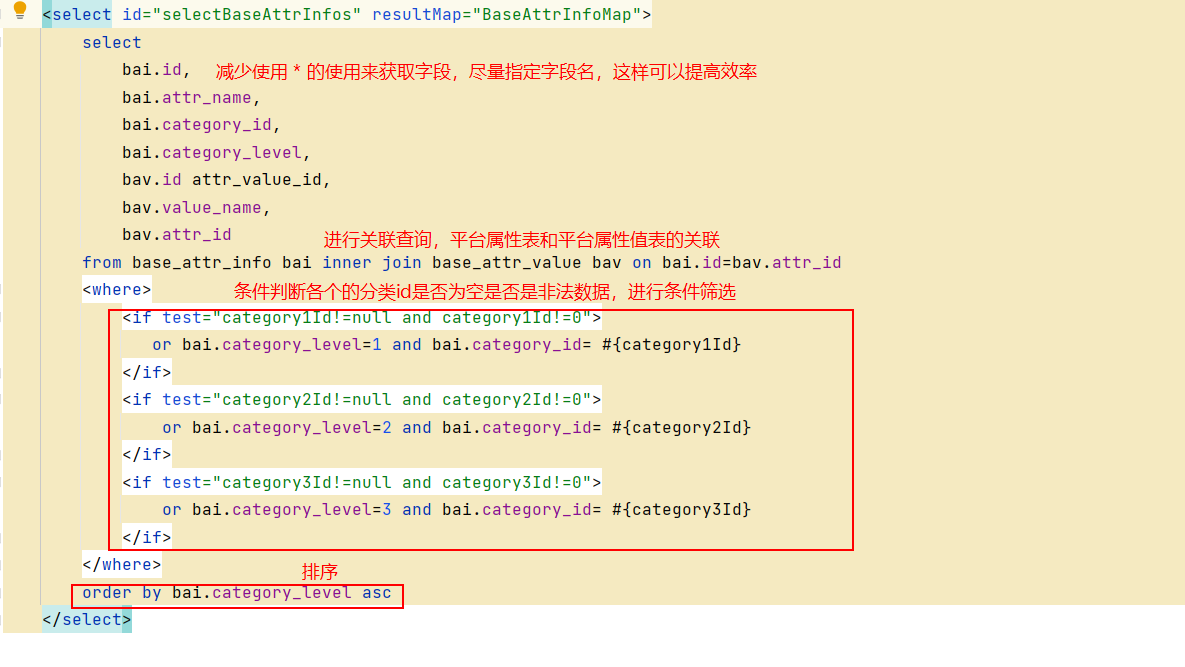 <select id="selectBaseAttrInfos" resultMap="BaseAttrInfoMap">
select
bai.id, 减少使用 * 的使用来获取字段，尽量指定字段名，这样可以提高效率
bai.attr_name,
bai.category_id,
bai.category_level,
bav.id attr_value_id,
bav.value_name,
bav.attr_id
进行关联查询，平台属性表和平台属性值表的关联
from base_attr_info bai inner join base_attr_value bav on bai.id=bav.attr_id
<where> 条件判断各个的分类id是否为空是否是非法数据，进行条件筛选
<if test="category1Id!=null and category1Id!=0">
or bai.category_level=1 and bai.category_id= #{category1Id}
</if>
<if test="category2Id!=null and category2Id!=0">
or bai.category_level=2 and bai.category_id= #{category2Id}
</if>
<if test="category3Id!=null and category3Id!=0">
or bai.category_level=3 and bai.category_id= #{category3Id}
</if>
</where>
排序
order by bai.category_level asc
</select>